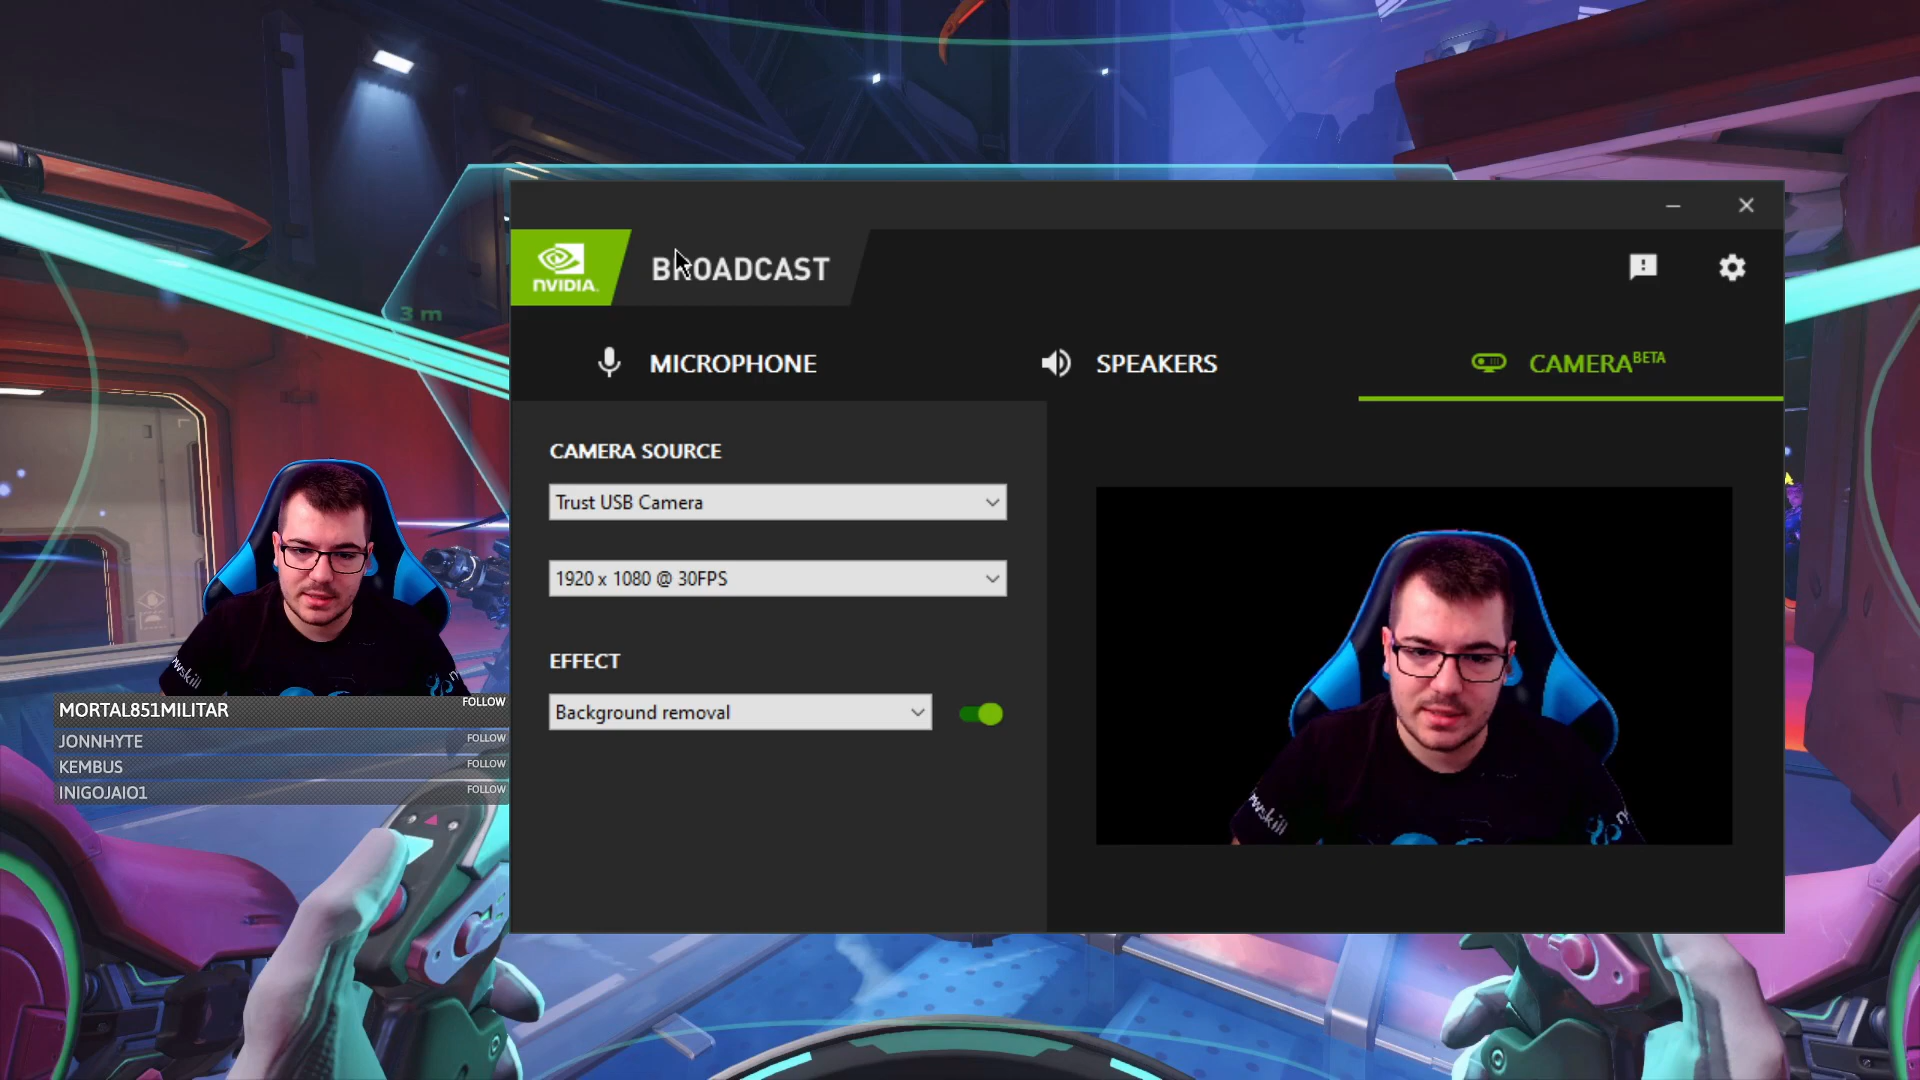 NVIDIA.
BROADCAST
MICROPHONE
SPEAKERS
CAMERA BETA
3 m
CAMERA SOURCE
Trust USB Camera
1920 x 1080 @ 30FPS
EFFECT
Background removal
MORTAL851MILITAR FOLLOW
JONNHYTE FOLLOW
KEMBUS FOLLOW
INIGOJAIO1 FOLLOW